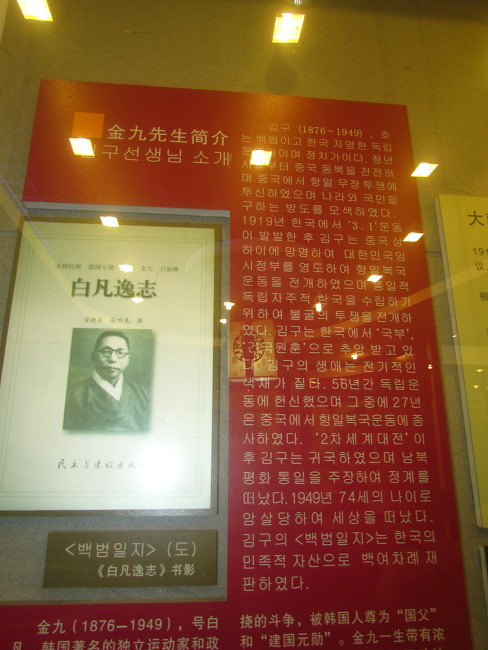 金九先生简介
구선생님 소개
김구 (1876-1949), 호
는 백범이고 한국 저명한 독립
이며 정치가이다. 청년
부터 중국 동북을 전전하
며 중국에서 항일 무장투쟁에
투신하였으며 나라와 국민을
구하는 방도를 모색하였다.
1919년 한국에서 '3.1'운동
이 발발한 후 김구는 중국 상
하이에 망명하여 대한민국임
시정부를 영도하여 항일복국
운동을 전개하였으며 통일적
독립자주적 한국을 수립하기
위하여 불굴의 투쟁을 전개하
였다. 김구는 한국에서 '국부',
'건국원훈'으로 추앙 받고 있
다. 김구의 생애는 전기적인
색채가 짙다. 56년간 독립운
동에 헌신했으며 그 중에 27년
은 중국에서 항일복국운동에 종
사하였다. '2차세계대전'이
후 김구는 귀국하였으며 남북
평화 통일을 주장하여 정계를
떠났다. 1949년 74세의 나이로
암살당하여 세상을 떠났다.
김구의 <백범일지>는 한국의
민족적 자산으로 백여차례 재
판하였다.
白凡逸志
民主与建设出版
<백범일지> (도)
《白凡逸志》书影
金九 (1876-1949), 号白
凡，韩国著名的独立运动家和政
挠的斗争，被韩国人尊为“国父”
和“建国元勋”。金九一生带有浓
大
191